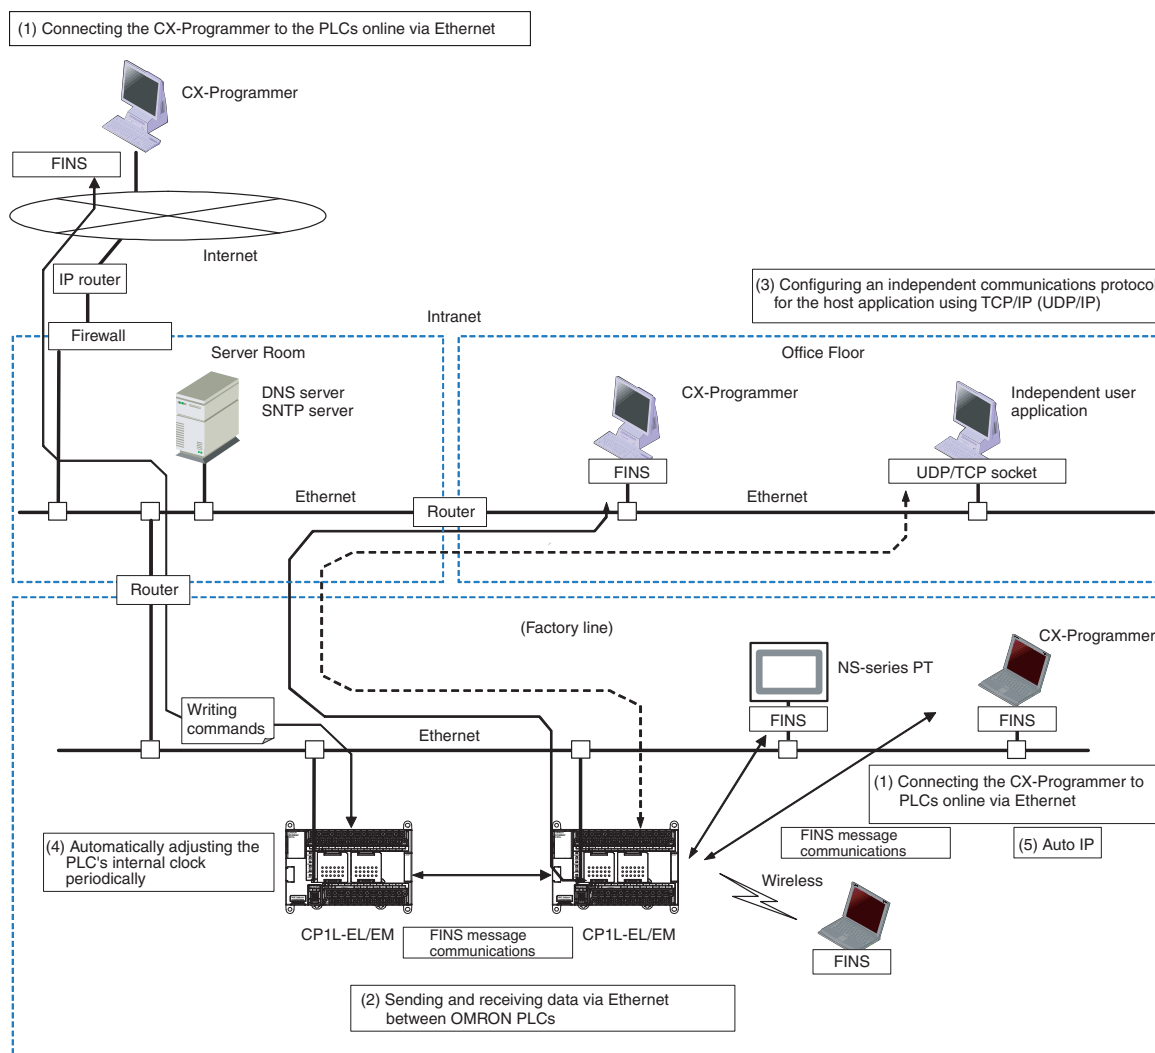 (1) Connecting the CX-Programmer to the PLCs online via Ethernet
CX-Programmer
FINS
Internet
IP router
(3) Configuring an independent communications protocol
for the host application using TCP/IP (UDP/IP)
Intranet
Firewall
Server Room
Office Floor
DNS server
SNTP server
CX-Programmer
Independent user
application
FINS
UDP/TCP socket
Ethernet
Ethernet
Router
Router
(Factory line)
CX-Programmer
NS-series PT
Writing
commands
FINS
FINS
Ethernet
(1) Connecting the CX-Programmer to
PLCs online via Ethernet
FINS message
communications
(5) Auto IP
(4) Automatically adjusting the
PLC's internal clock
periodically
Wireless
CP1L-EL/EM
FINS message
communications
CP1L-EL/EM
FINS
(2) Sending and receiving data via Ethernet
between OMRON PLCs